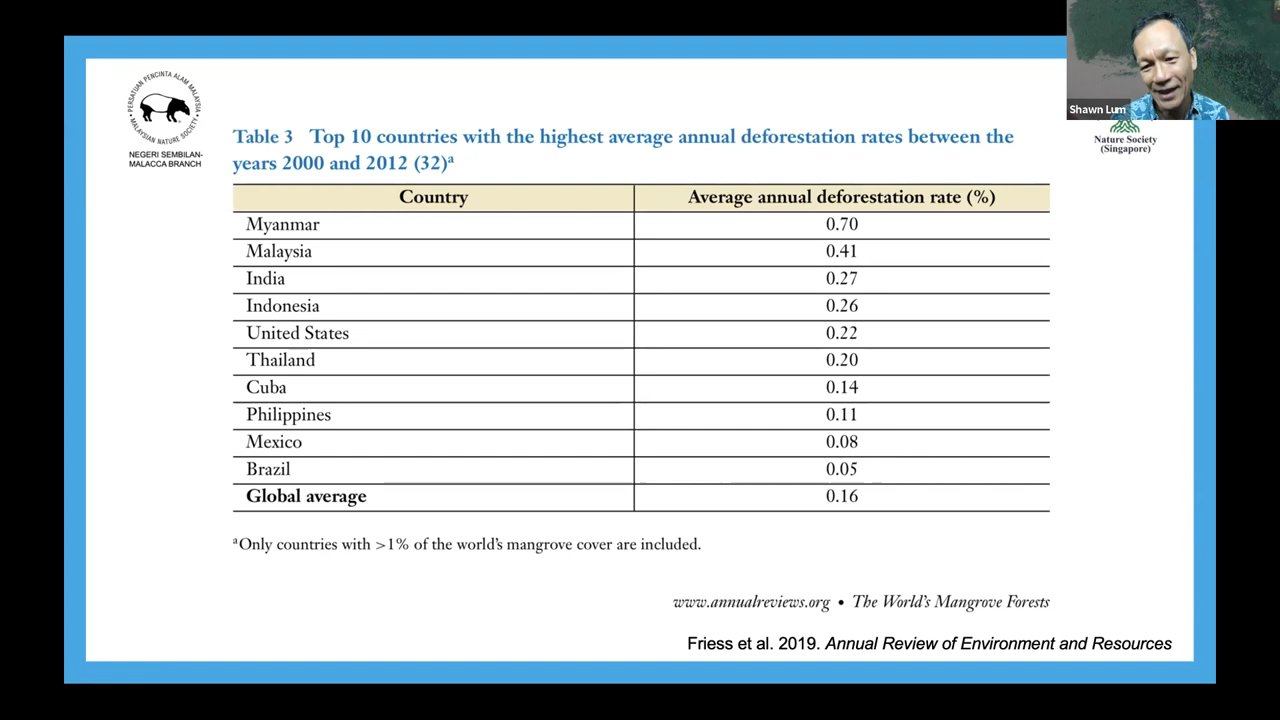 PERSATUAN PENCINTA ALAM MALAYSIA
MALAYSIAN NATURE SOCIETY
NEGERI SEMBILAN-
MALACCA BRANCH
Shawn Lum
Nature Society
(Singapore)
Table 3 Top 10 countries with the highest average annual deforestation rates between the
years 2000 and 2012 (32)ᵃ
Country Average annual deforestation rate (%)
Myanmar 0.70
Malaysia 0.41
India 0.27
Indonesia 0.26
United States 0.22
Thailand 0.20
Cuba 0.14
Philippines 0.11
Mexico 0.08
Brazil 0.05
Global average 0.16
ᵃOnly countries with >1% of the world’s mangrove cover are included.
www.annualreviews.org • The World’s Mangrove Forests
Friess et al. 2019. Annual Review of Environment and Resources